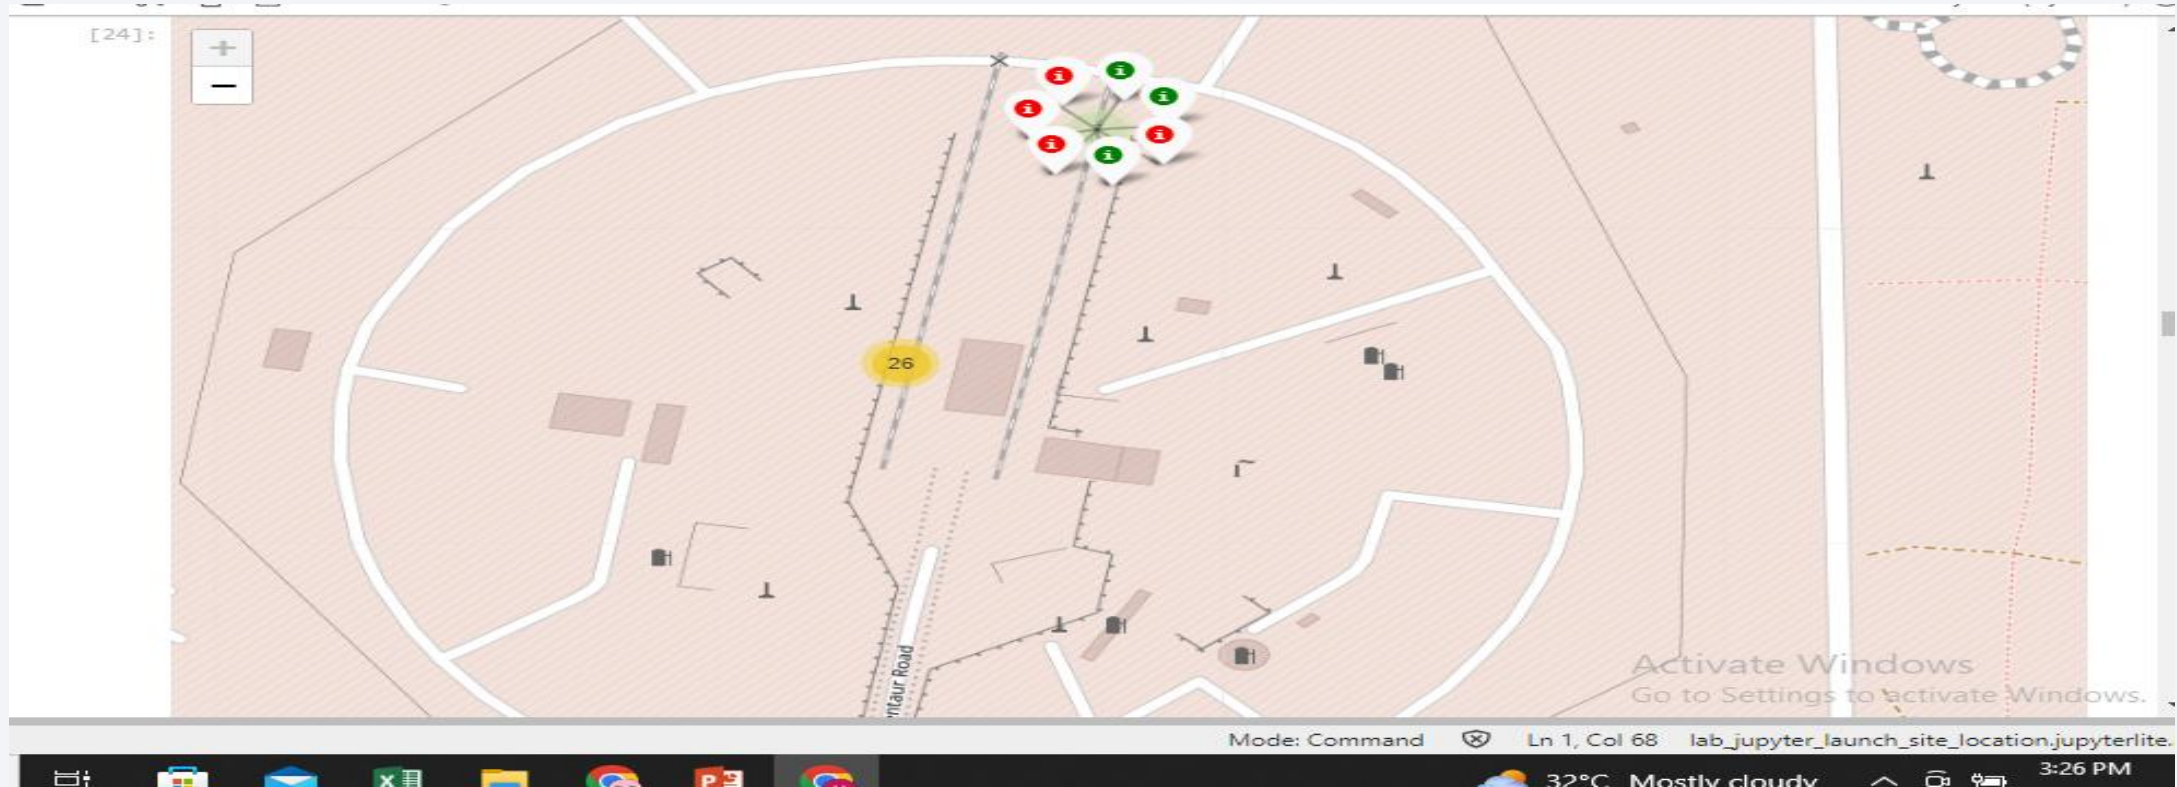 [24]:
+
−
i
i
i
i
i
i
i
26
ntaur Road
Activate Windows
Go to Settings to activate Windows.
Mode: Command Ln 1, Col 68 lab_jupyter_launch_site_location.jupyterlite.
32°C Mostly cloudy 3:26 PM